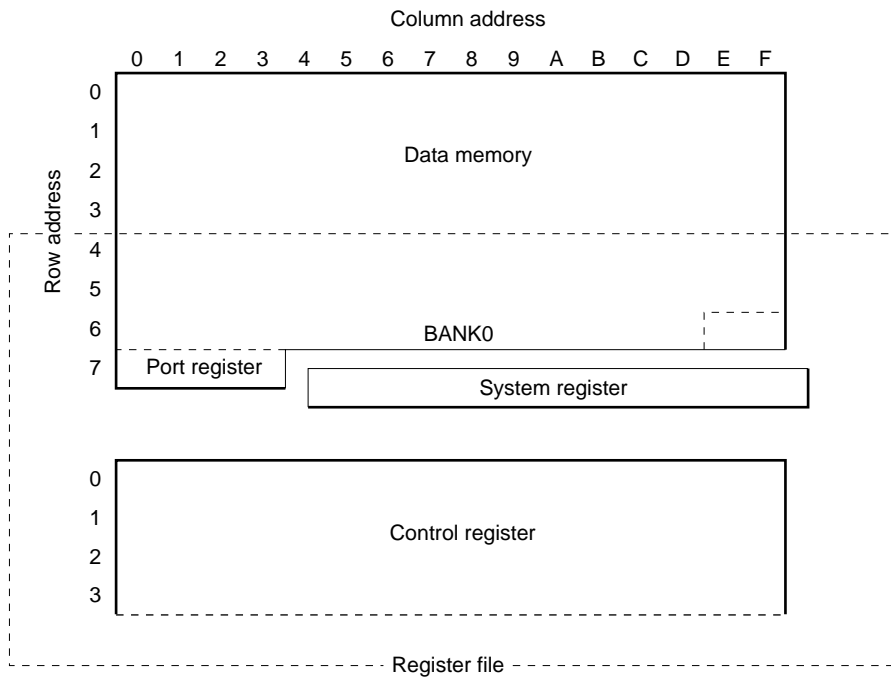 Column address
0 1 2 3 4 5 6 7 8 9 A B C D E F
0
1
2
3
4
5
6
7
Row address
Data memory
BANK0
Port register
System register
0
1
2
3
Control register
Register file